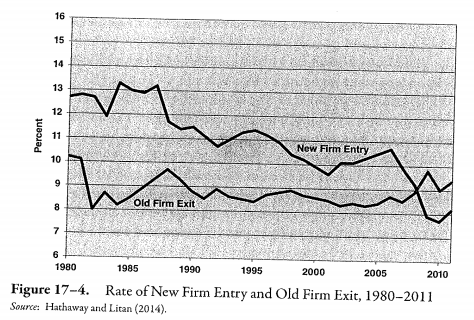 16
15
14
13
12
11
10
9
8
7
6
Percent
New Firm Entry
Old Firm Exit
1980 1985 1990 1995 2000 2005 2010
Figure 17–4. Rate of New Firm Entry and Old Firm Exit, 1980–2011
Source: Hathaway and Litan (2014).